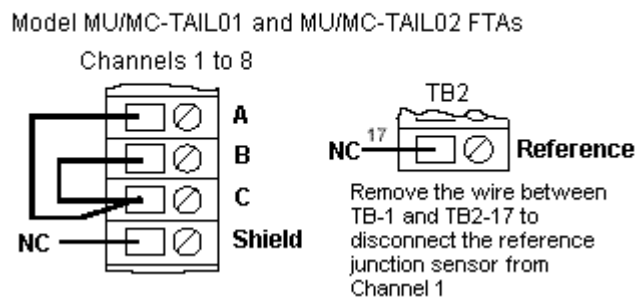 Model MU/MC-TAIL01 and MU/MC-TAIL02 FTAs
Channels 1 to 8
A
B
C
NC
Shield
TB2
NC
17
Reference
Remove the wire between
TB-1 and TB2-17 to
disconnect the reference
junction sensor from
Channel 1